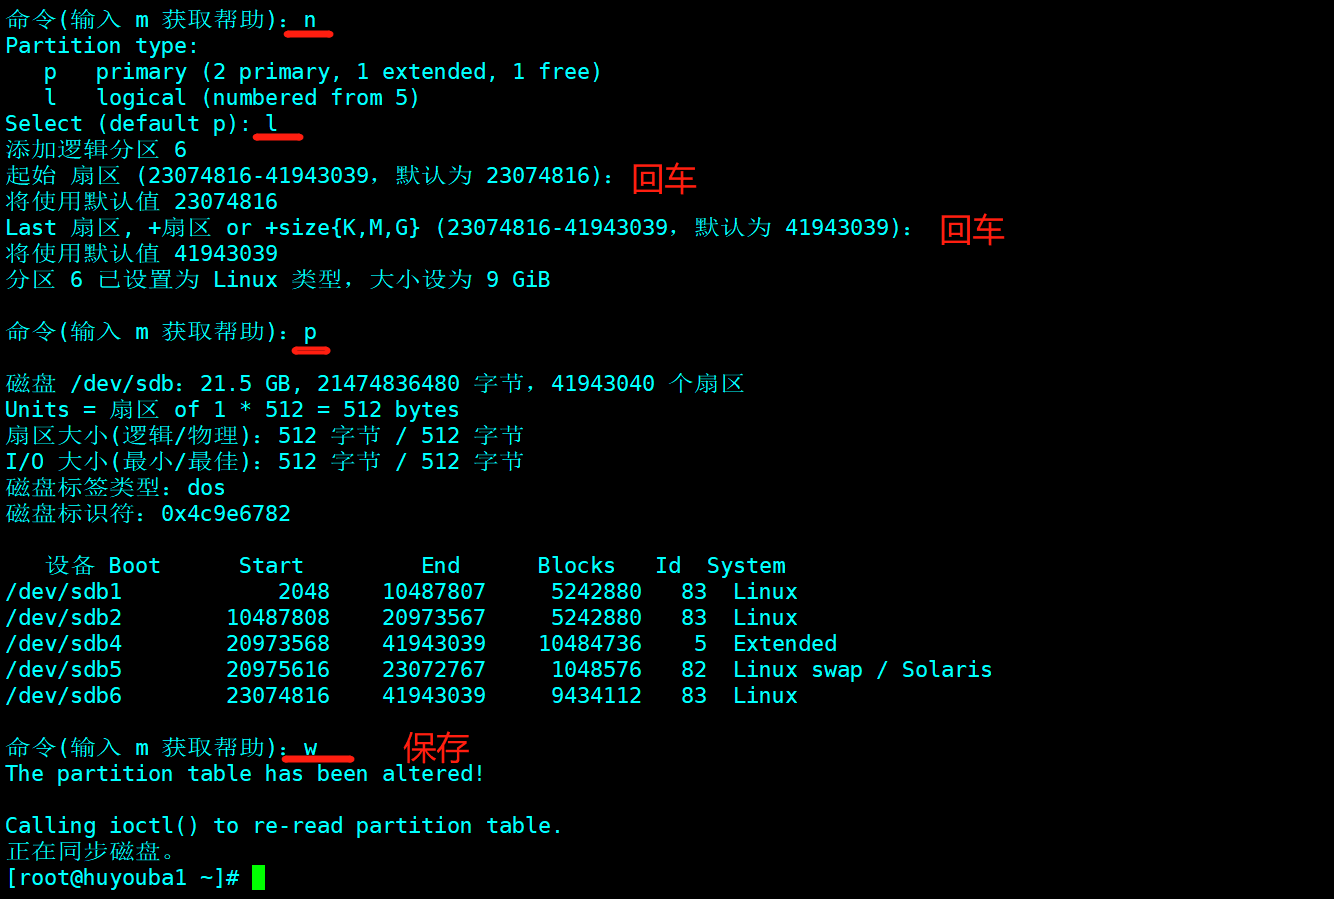 命令(输入 m 获取帮助)：n
Partition type:
   p   primary (2 primary, 1 extended, 1 free)
   l   logical (numbered from 5)
Select (default p): l
添加逻辑分区 6
起始 扇区 (23074816-41943039，默认为 23074816)： 回车
将使用默认值 23074816
Last 扇区, +扇区 or +size{K,M,G} (23074816-41943039，默认为 41943039)： 回车
将使用默认值 41943039
分区 6 已设置为 Linux 类型，大小设为 9 GiB
命令(输入 m 获取帮助)：p
磁盘 /dev/sdb：21.5 GB, 21474836480 字节，41943040 个扇区
Units = 扇区 of 1 * 512 = 512 bytes
扇区大小(逻辑/物理)：512 字节 / 512 字节
I/O 大小(最小/最佳)：512 字节 / 512 字节
磁盘标签类型：dos
磁盘标识符：0x4c9e6782
   设备 Boot      Start         End      Blocks   Id  System
/dev/sdb1            2048    10487807     5242880   83  Linux
/dev/sdb2        10487808    20973567     5242880   83  Linux
/dev/sdb4        20973568    41943039    10484736    5  Extended
/dev/sdb5        20975616    23072767     1048576   82  Linux swap / Solaris
/dev/sdb6        23074816    41943039     9434112   83  Linux
命令(输入 m 获取帮助)：w 保存
The partition table has been altered!
Calling ioctl() to re-read partition table.
正在同步磁盘。
[root@huyouba1 ~]#